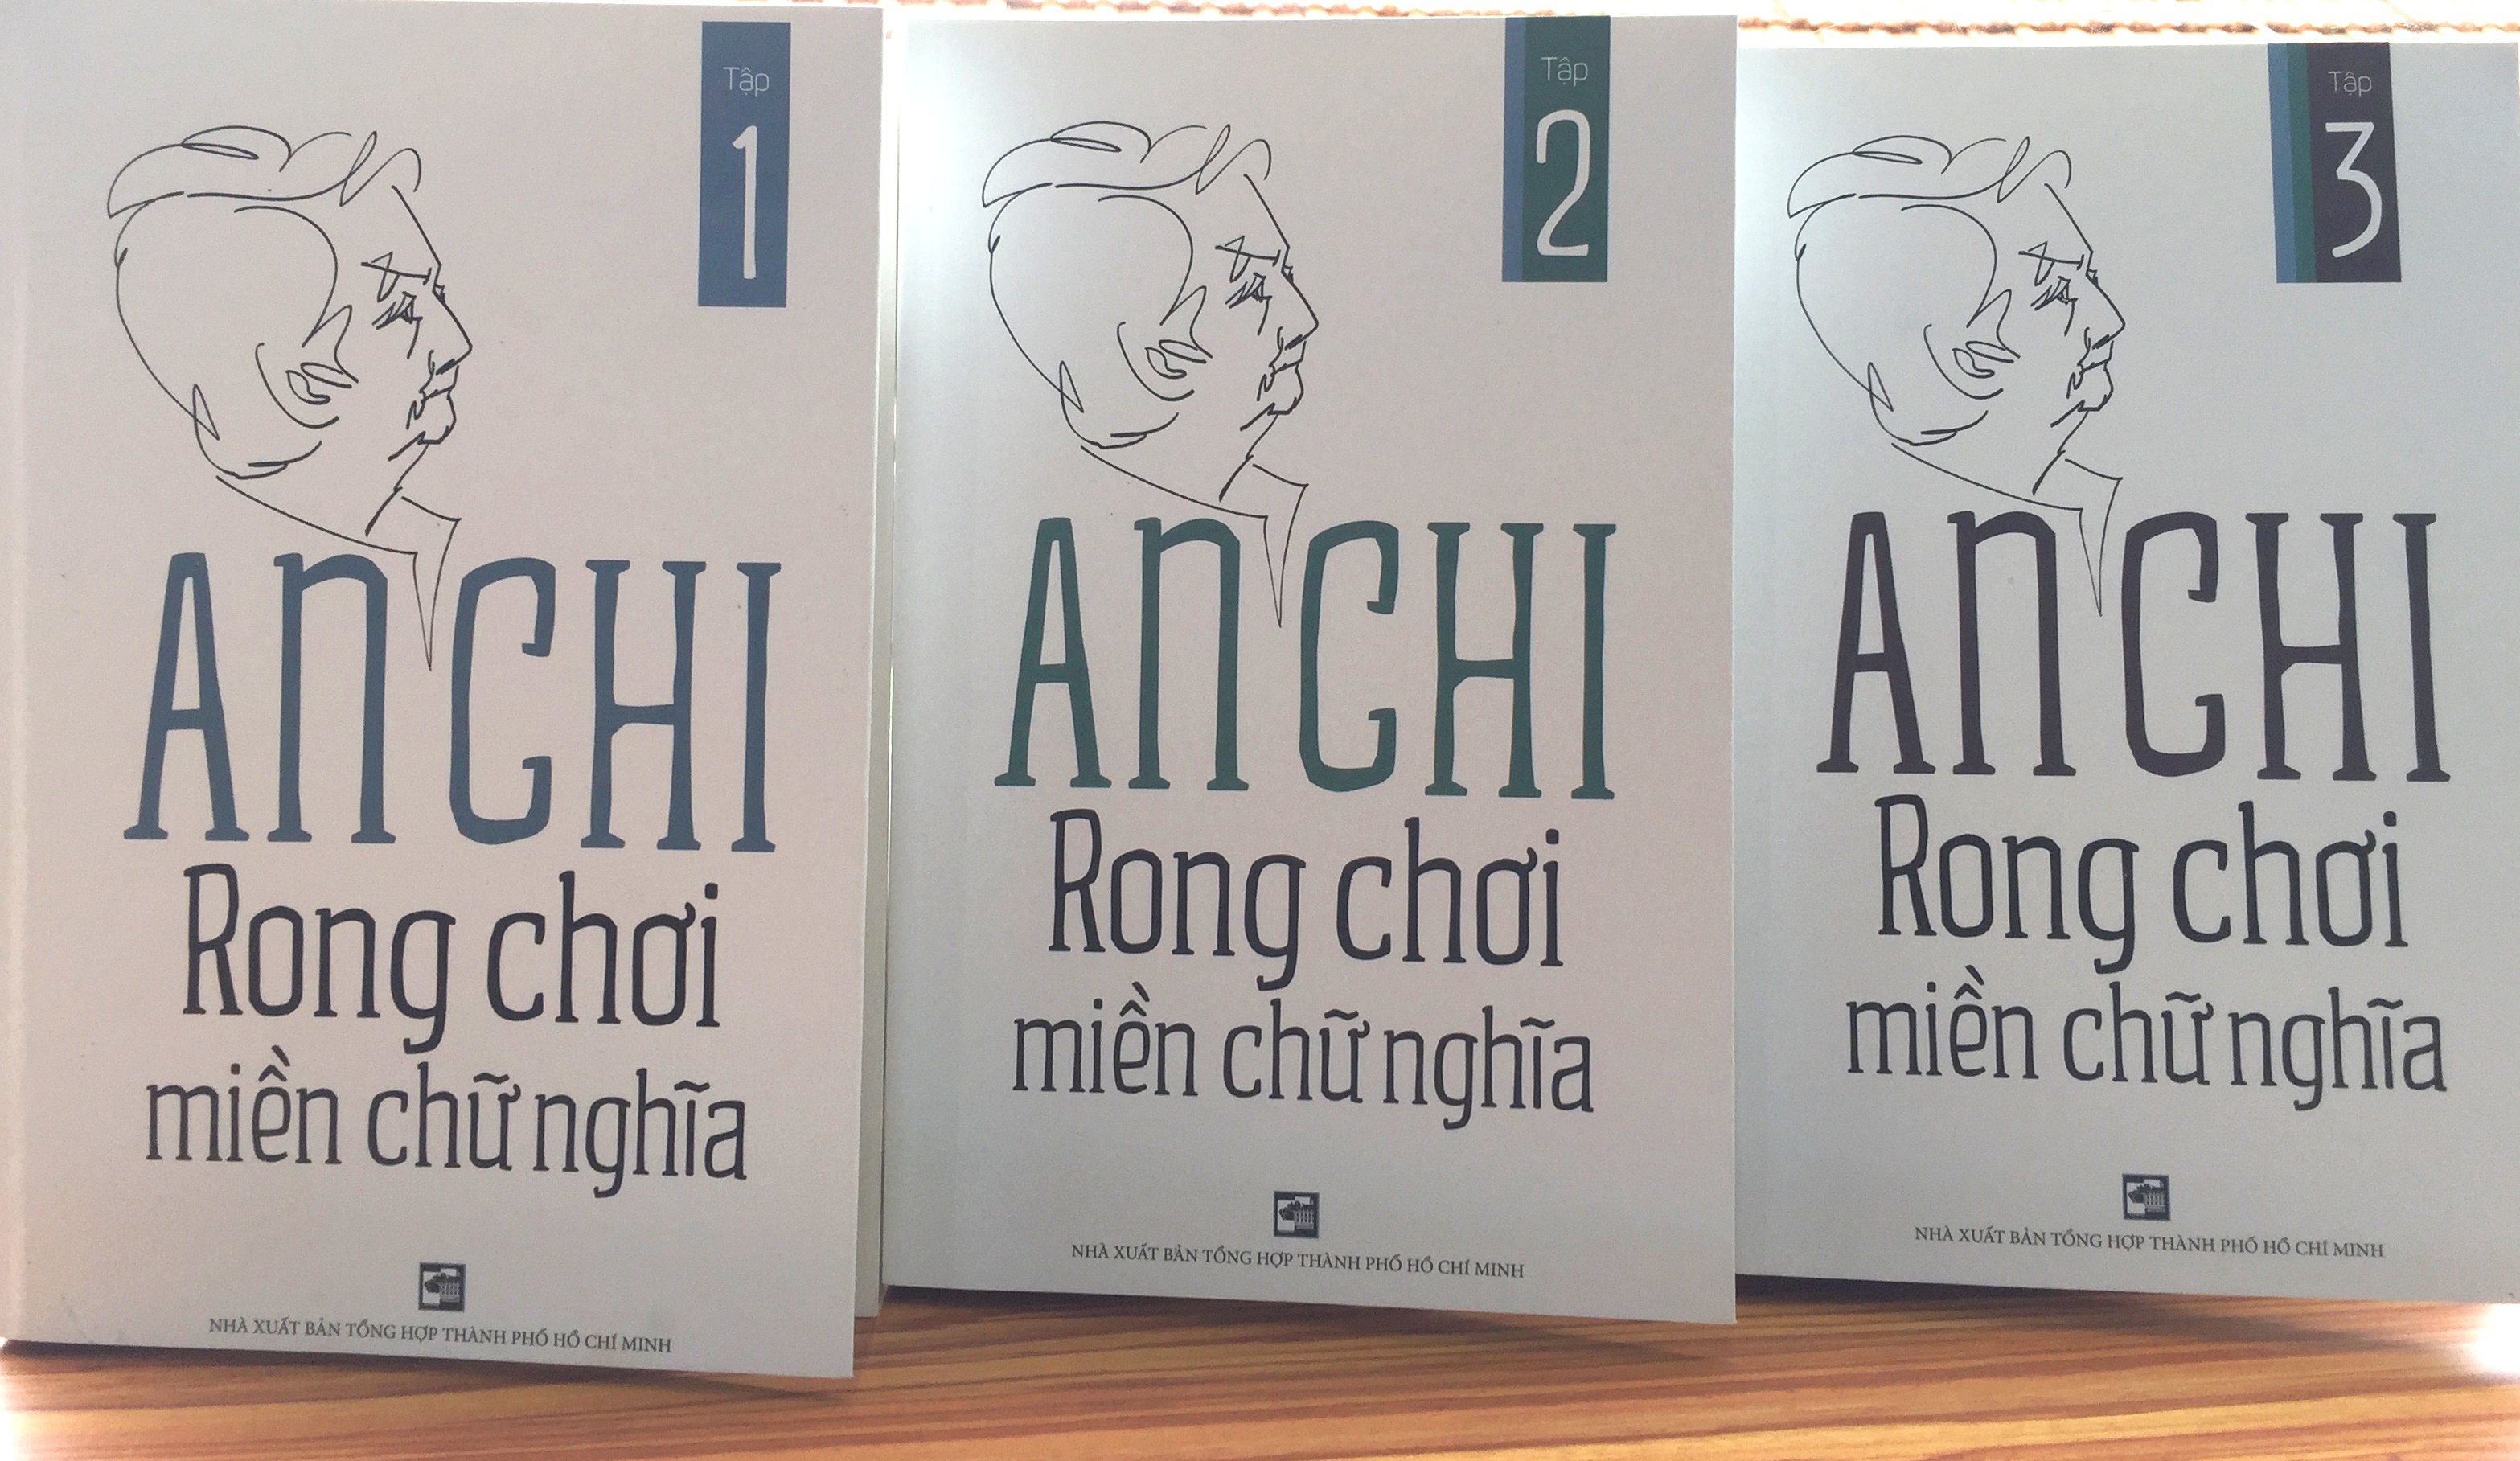 Tập
1
AN CHI
Rong chơi
miền chữ nghĩa
NHÀ XUẤT BẢN TỔNG HỢP THÀNH PHỐ HỒ CHÍ MINH
Tập
2
AN CHI
Rong chơi
miền chữ nghĩa
NHÀ XUẤT BẢN TỔNG HỢP THÀNH PHỐ HỒ CHÍ MINH
Tập
3
AN CHI
Rong chơi
miền chữ nghĩa
NHÀ XUẤT BẢN TỔNG HỢP THÀNH PHỐ HỒ CHÍ MINH